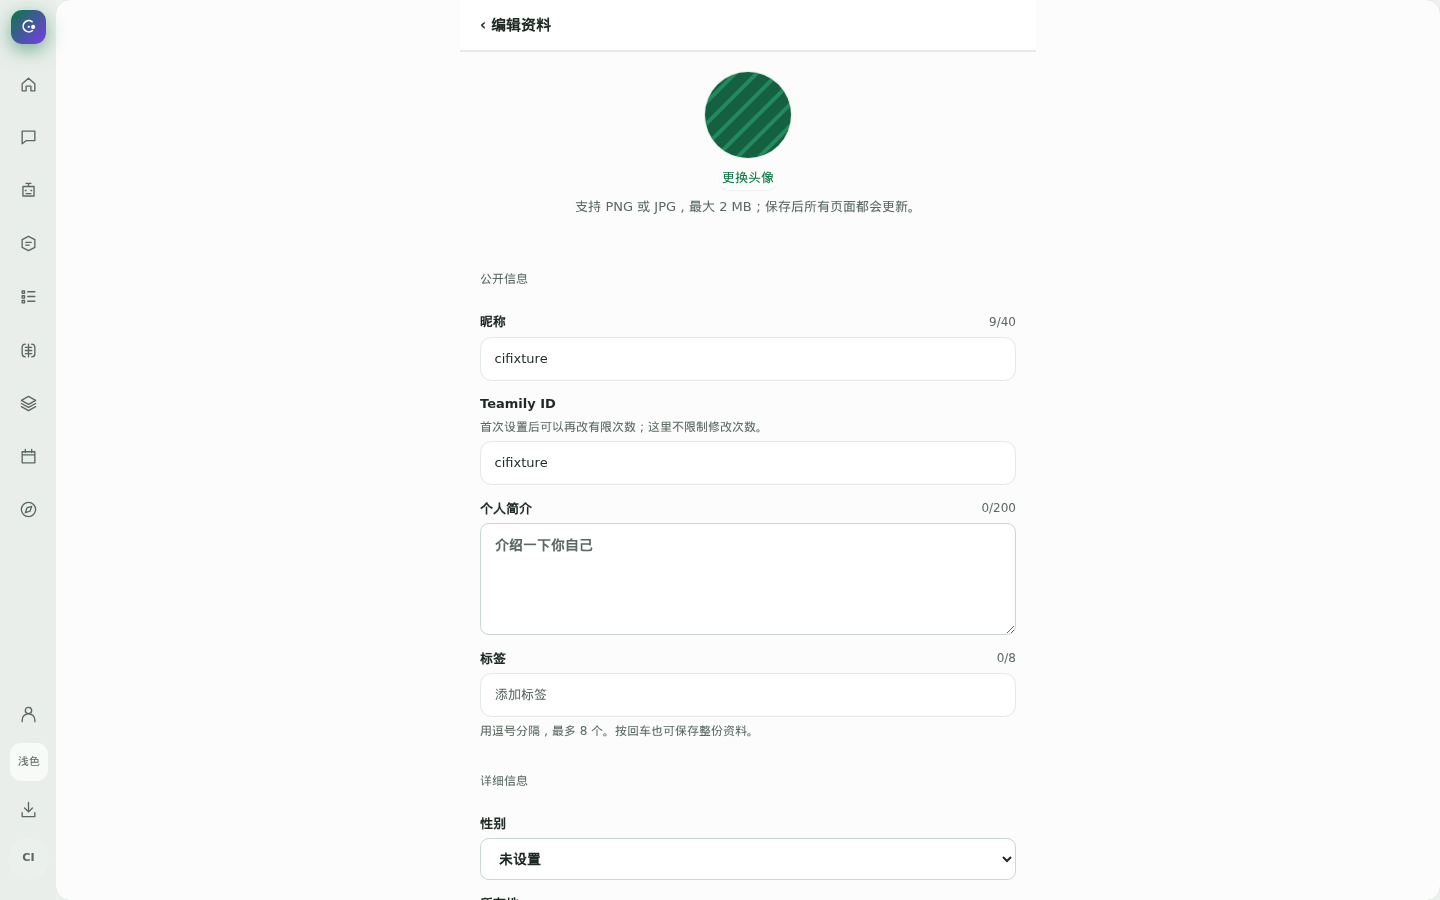 ‹ 编辑资料
更换头像
支持 PNG 或 JPG，最大 2 MB；保存后所有页面都会更新。
公开信息
昵称 9/40
cifixture
Teamily ID
首次设置后可以再改有限次数；这里不限制修改次数。
cifixture
个人简介 0/200
介绍一下你自己
标签 0/8
添加标签
用逗号分隔，最多 8 个。按回车也可保存整份资料。
详细信息
性别
未设置
浅色
CI